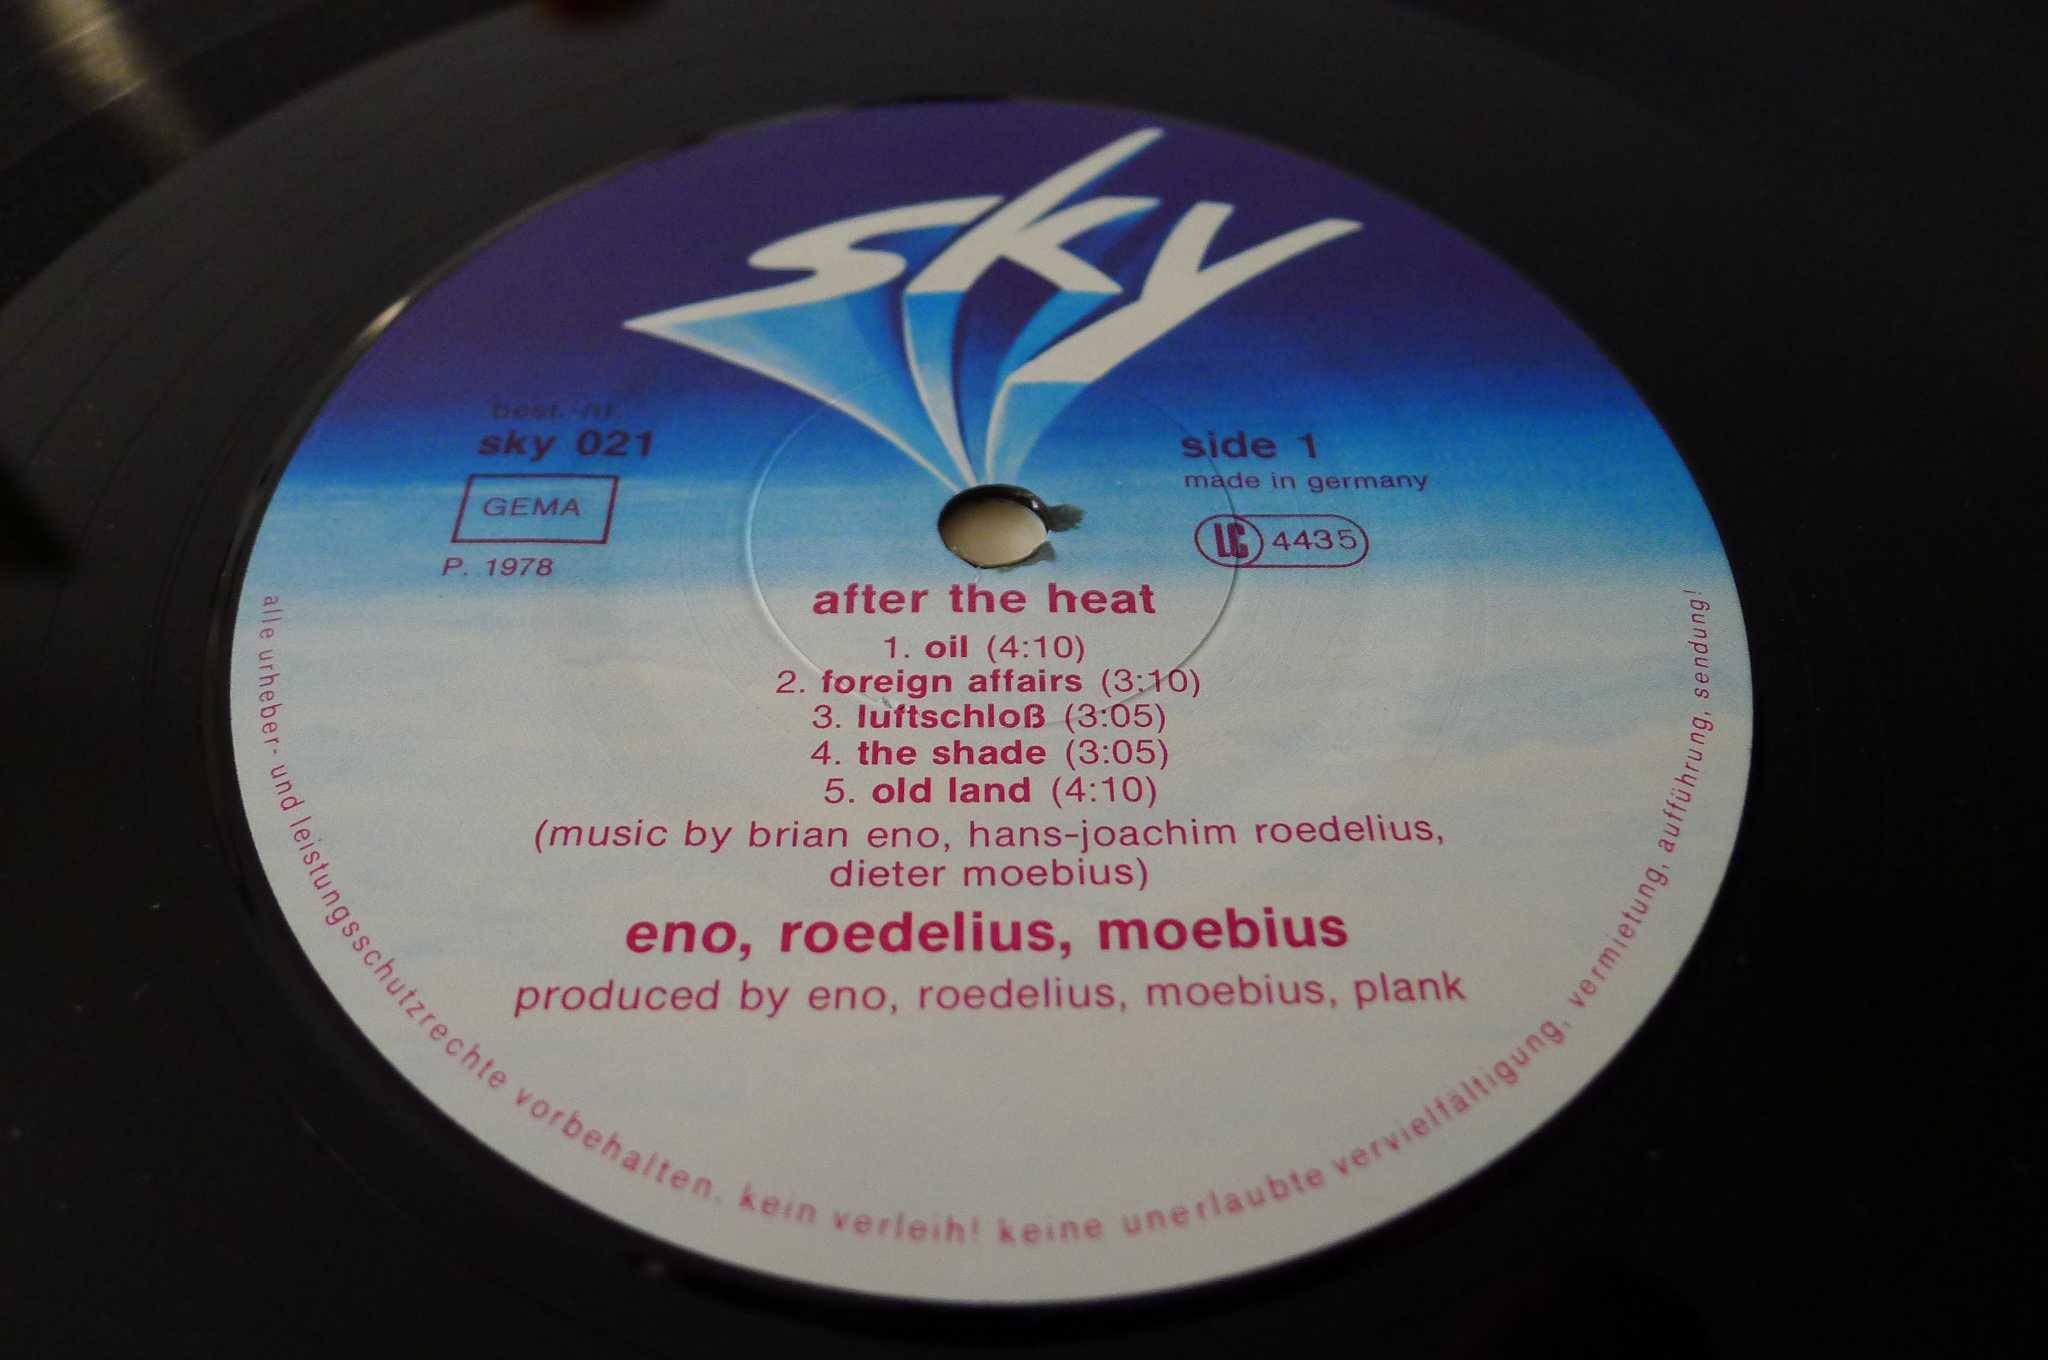 sky
best.-nr.
sky 021
GEMA
P. 1978
side 1
made in germany
LC 4435
after the heat
1. oil (4:10)
2. foreign affairs (3:10)
3. luftschloß (3:05)
4. the shade (3:05)
5. old land (4:10)
(music by brian eno, hans-joachim roedelius,
dieter moebius)
eno, roedelius, moebius
produced by eno, roedelius, moebius, plank
alle urheber- und leistungsschutzrechte vorbehalten. kein verleih! keine unerlaubte vervielfältigung, vermietung, aufführung, sendung!